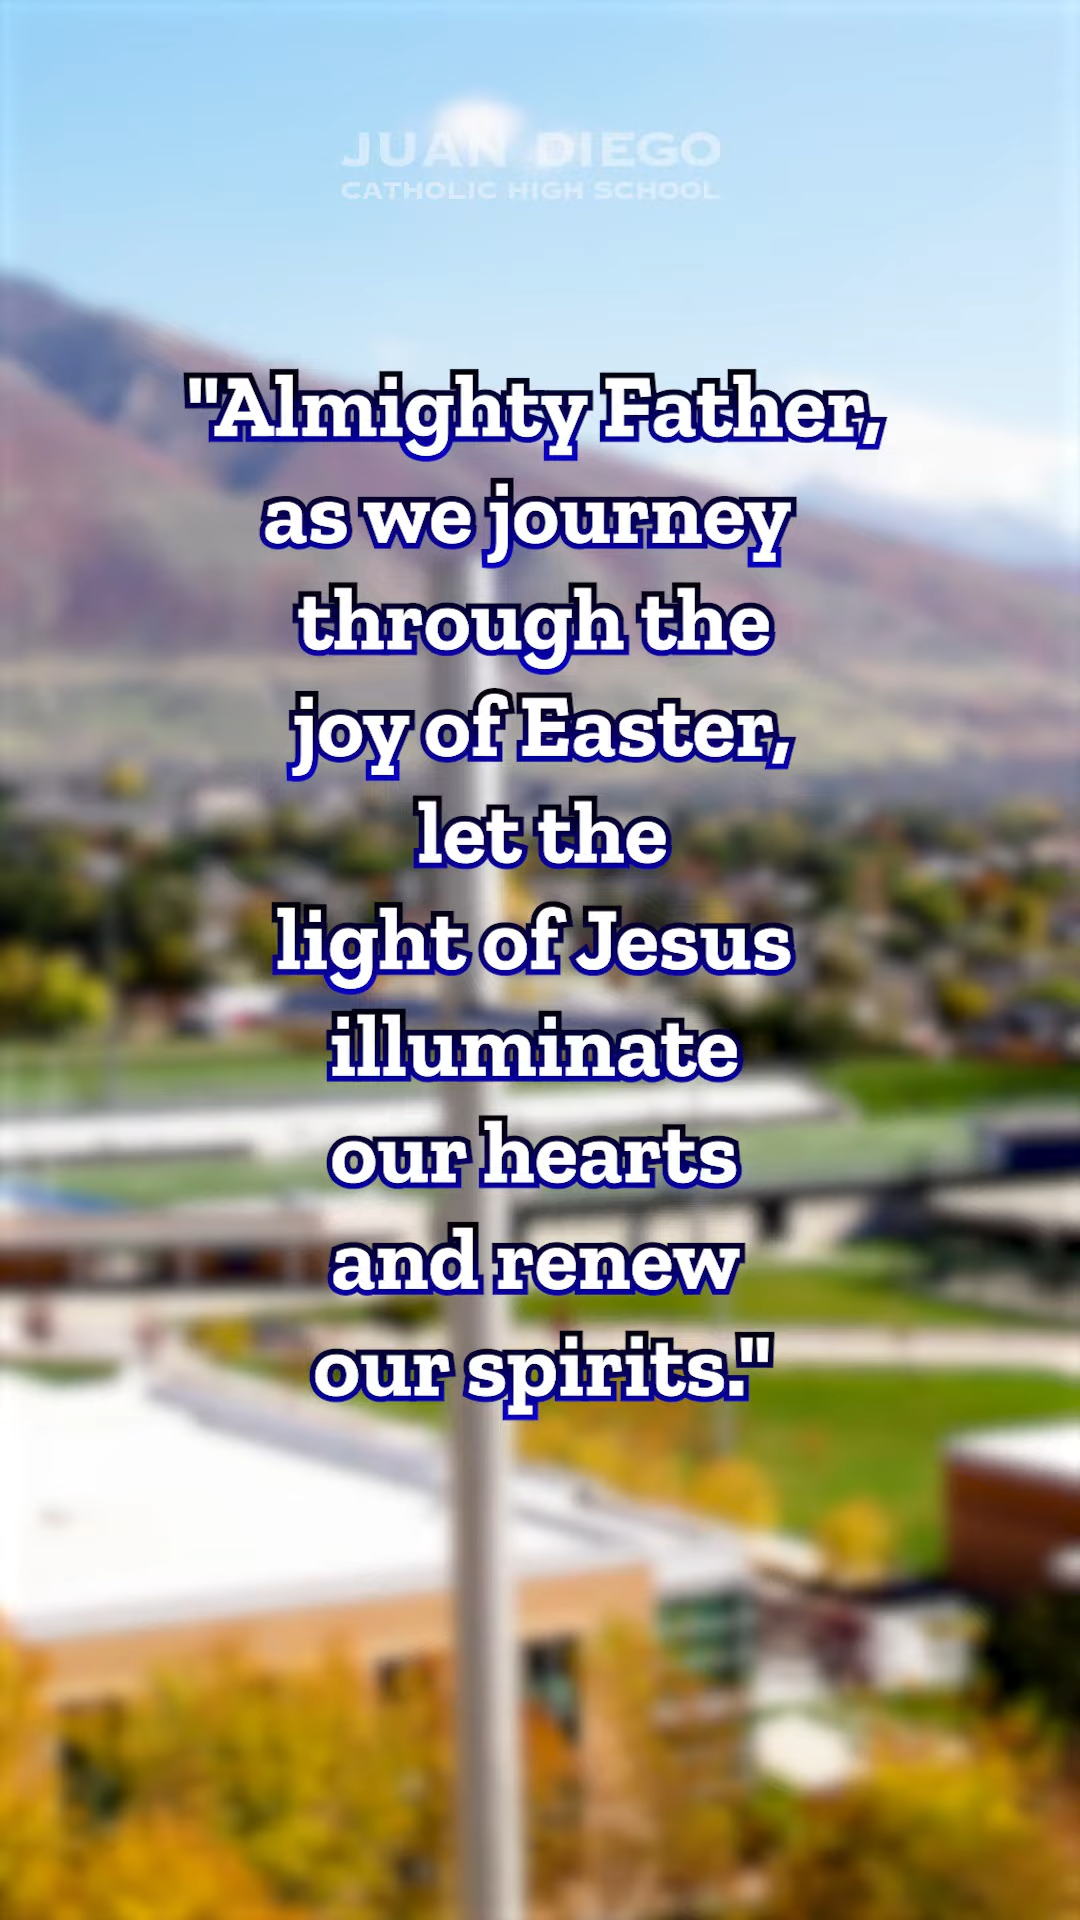 JUAN DIEGO
CATHOLIC HIGH SCHOOL
"Almighty Father,
as we journey
through the
joy of Easter,
let the
light of Jesus
illuminate
our hearts
and renew
our spirits."